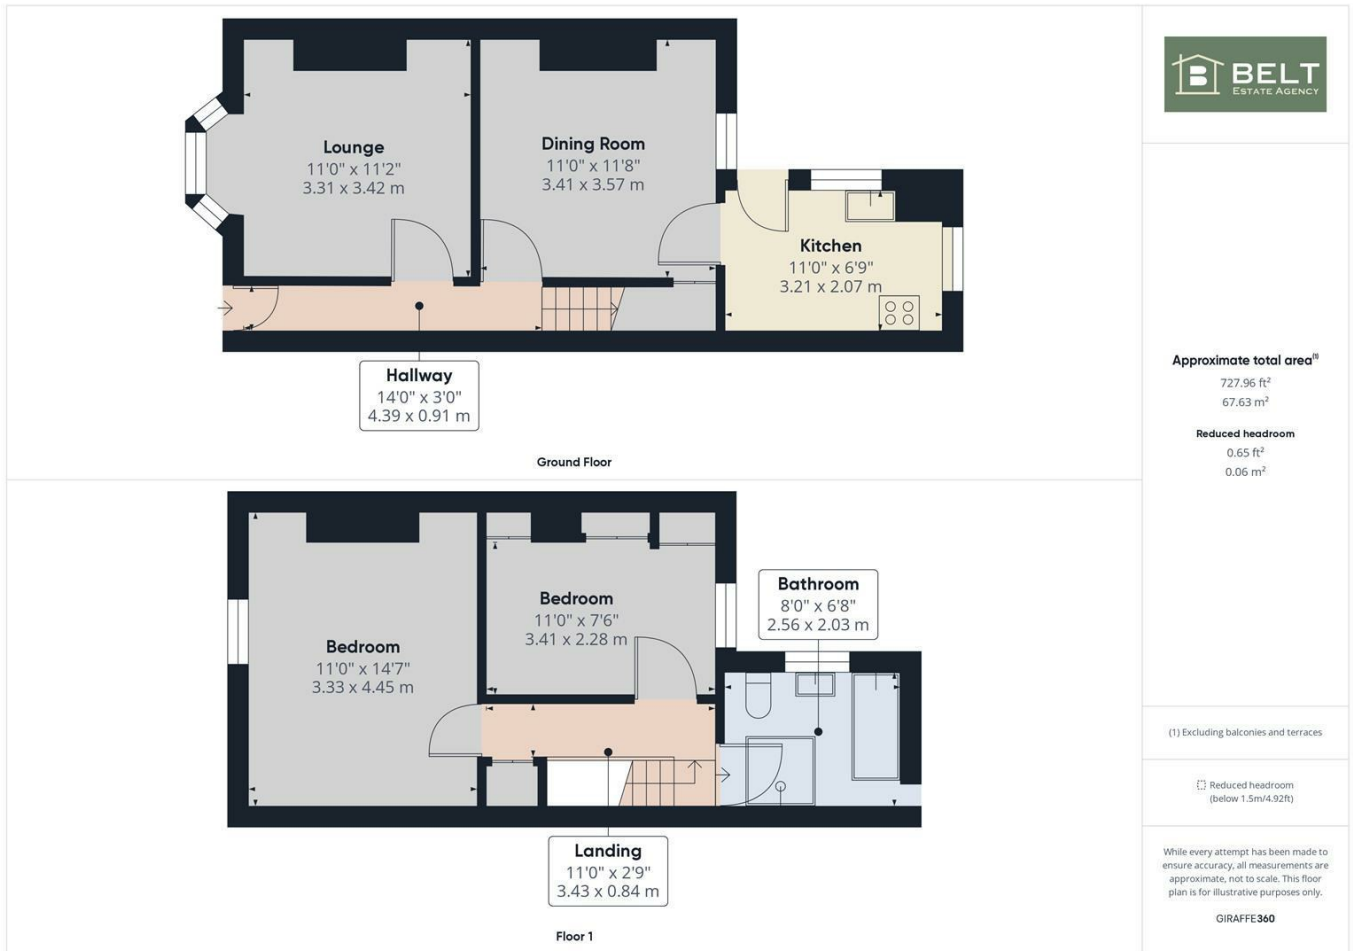 Lounge
11'0" x 11'2"
3.31 x 3.42 m
Dining Room
11'0" x 11'8"
3.41 x 3.57 m
Kitchen
11'0" x 6'9"
3.21 x 2.07 m
Hallway
14'0" x 3'0"
4.39 x 0.91 m
Ground Floor
Bedroom
11'0" x 14'7"
3.33 x 4.45 m
Bedroom
11'0" x 7'6"
3.41 x 2.28 m
Bathroom
8'0" x 6'8"
2.56 x 2.03 m
Landing
11'0" x 2'9"
3.43 x 0.84 m
Floor 1
B BELT
ESTATE AGENCY
Approximate total area⁽¹⁾
727.96 ft²
67.63 m²
Reduced headroom
0.65 ft²
0.06 m²
(1) Excluding balconies and terraces
Reduced headroom
(below 1.5m/4.92ft)
While every attempt has been made to
ensure accuracy, all measurements are
approximate, not to scale. This floor
plan is for illustrative purposes only.
GIRAFFE360